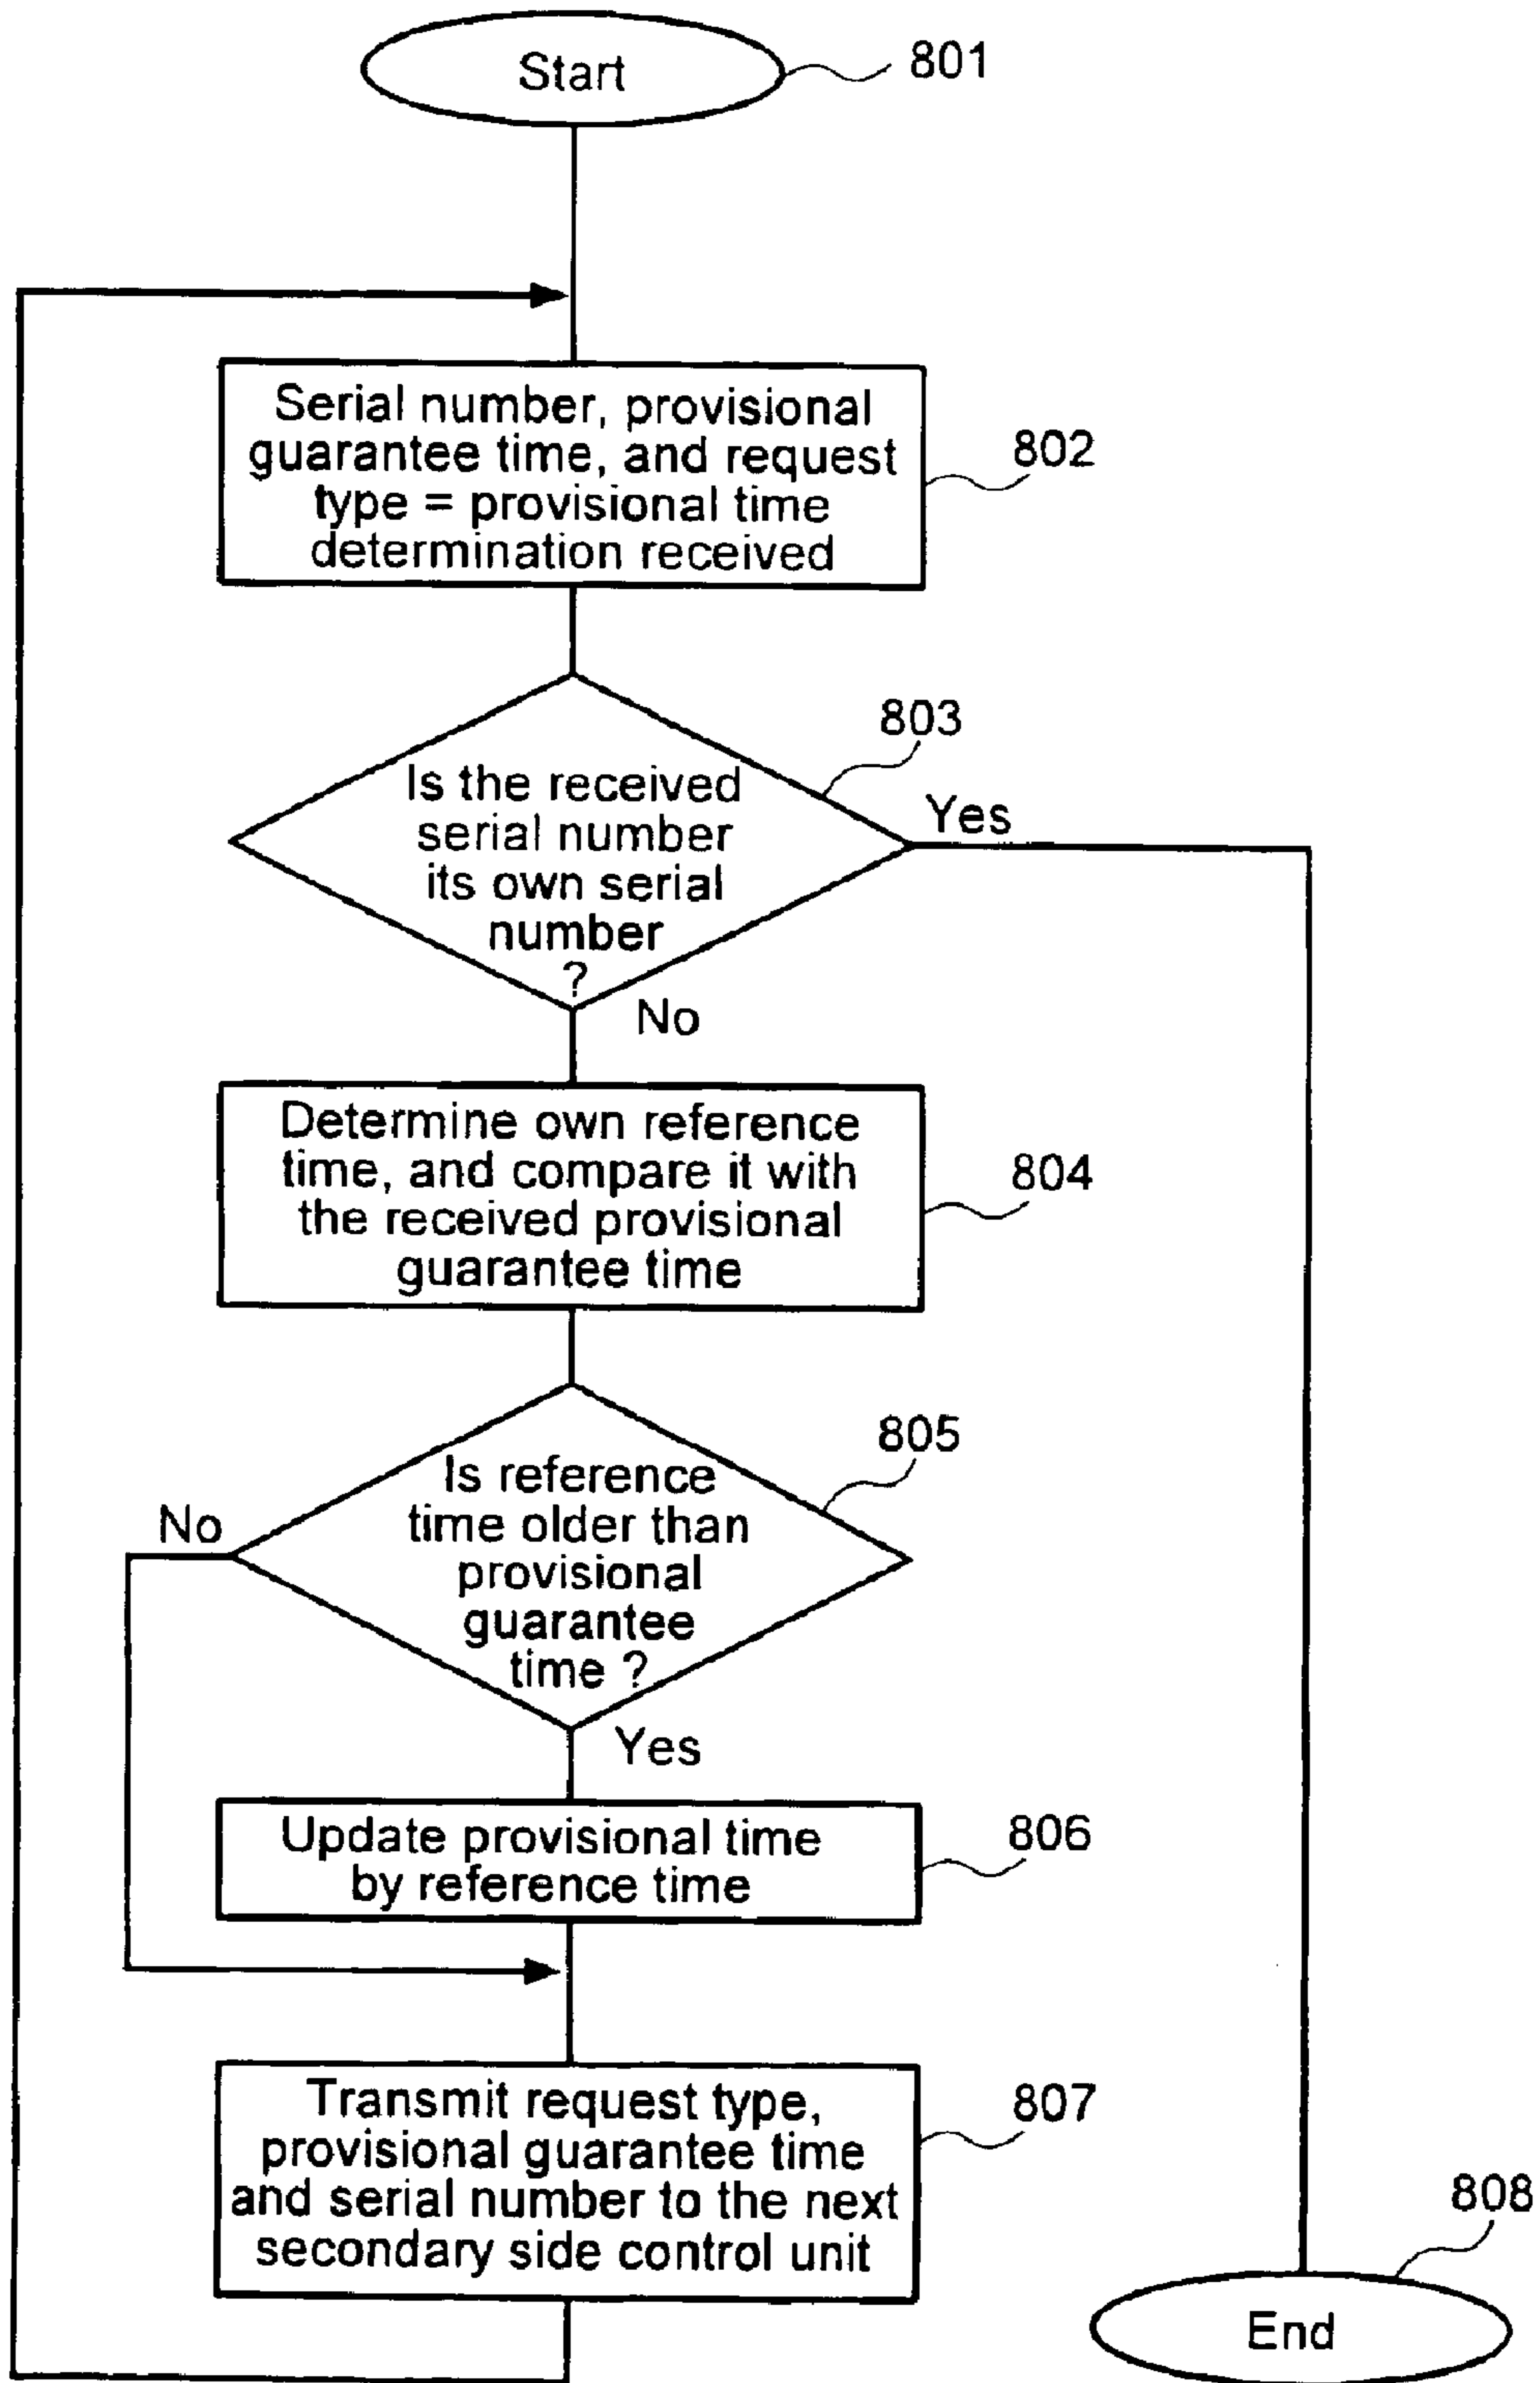 Start
801
Serial number, provisional
guarantee time, and request
type = provisional time
determination received
802
803
Is the received
serial number
its own serial
number
?
Yes
No
Determine own reference
time, and compare it with
the received provisional
guarantee time
804
805
Is reference
time older than
provisional
guarantee
time ?
No
Yes
Update provisional time
by reference time
806
Transmit request type,
provisional guarantee time
and serial number to the next
secondary side control unit
807
808
End